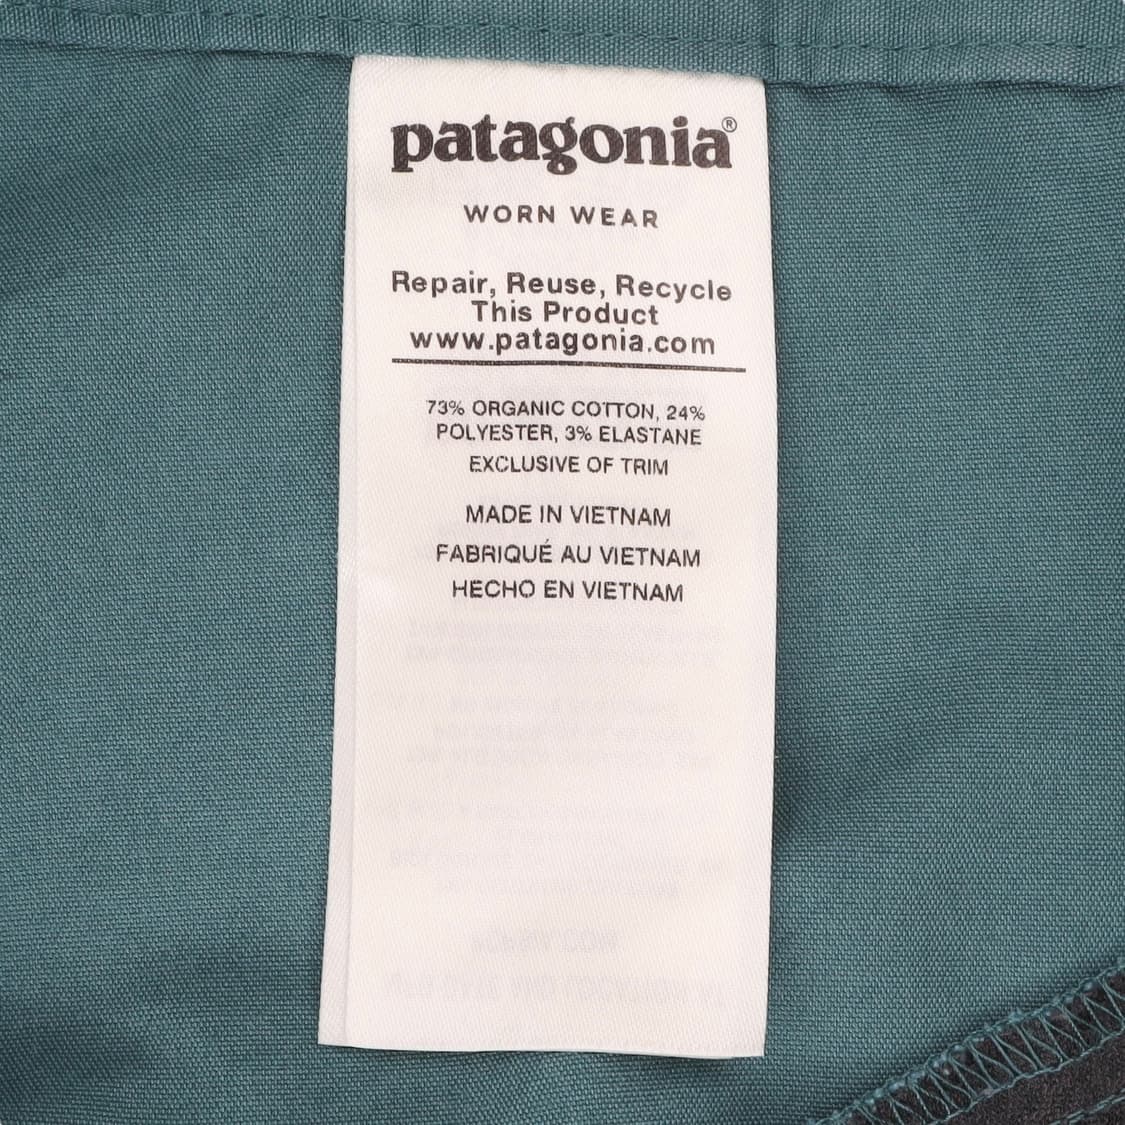 patagonia®
WORN WEAR
Repair, Reuse, Recycle
This Product
www.patagonia.com
73% ORGANIC COTTON, 24%
POLYESTER, 3% ELASTANE
EXCLUSIVE OF TRIM
MADE IN VIETNAM
FABRIQUÉ AU VIETNAM
HECHO EN VIETNAM